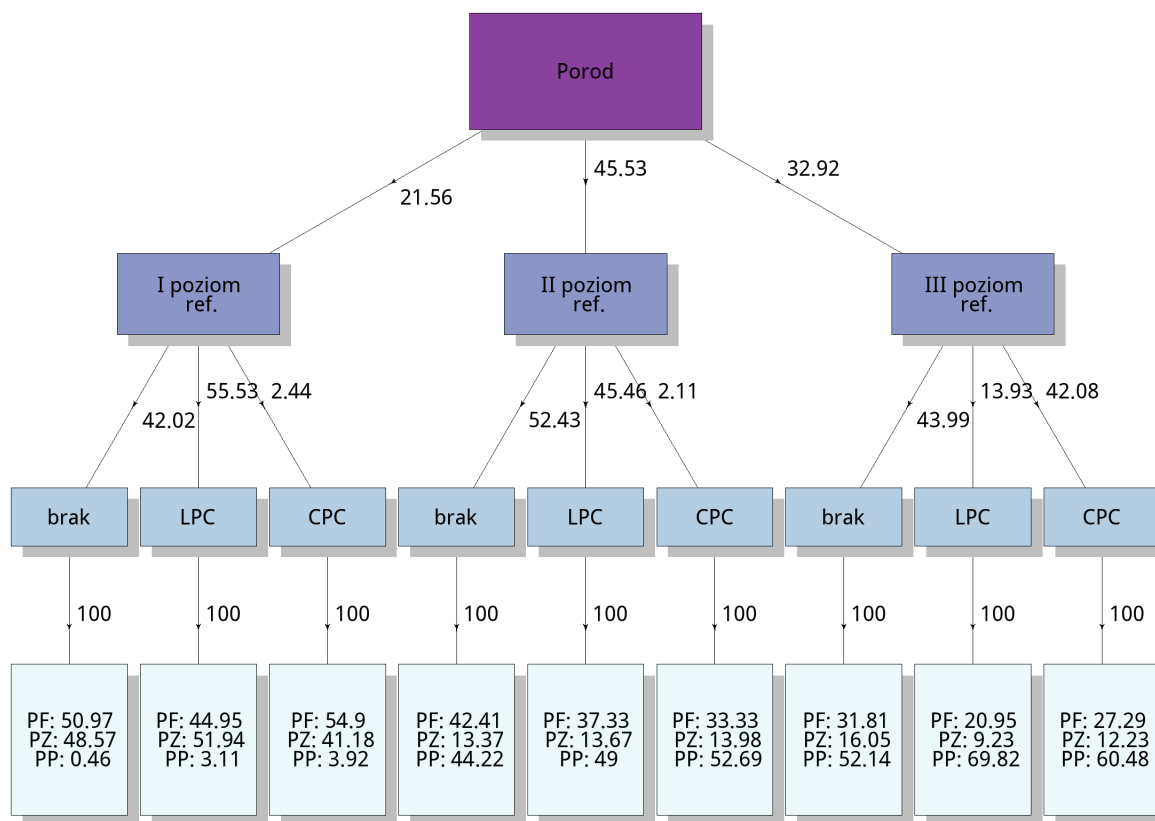 Porod
21.56
45.53
32.92
I poziom
ref.
II poziom
ref.
III poziom
ref.
42.02
55.53
2.44
52.43
45.46
2.11
43.99
13.93
42.08
brak
LPC
CPC
brak
LPC
CPC
brak
LPC
CPC
100
100
100
100
100
100
100
100
100
PF: 50.97
PZ: 48.57
PP: 0.46
PF: 44.95
PZ: 51.94
PP: 3.11
PF: 54.9
PZ: 41.18
PP: 3.92
PF: 42.41
PZ: 13.37
PP: 44.22
PF: 37.33
PZ: 13.67
PP: 49
PF: 33.33
PZ: 13.98
PP: 52.69
PF: 31.81
PZ: 16.05
PP: 52.14
PF: 20.95
PZ: 9.23
PP: 69.82
PF: 27.29
PZ: 12.23
PP: 60.48